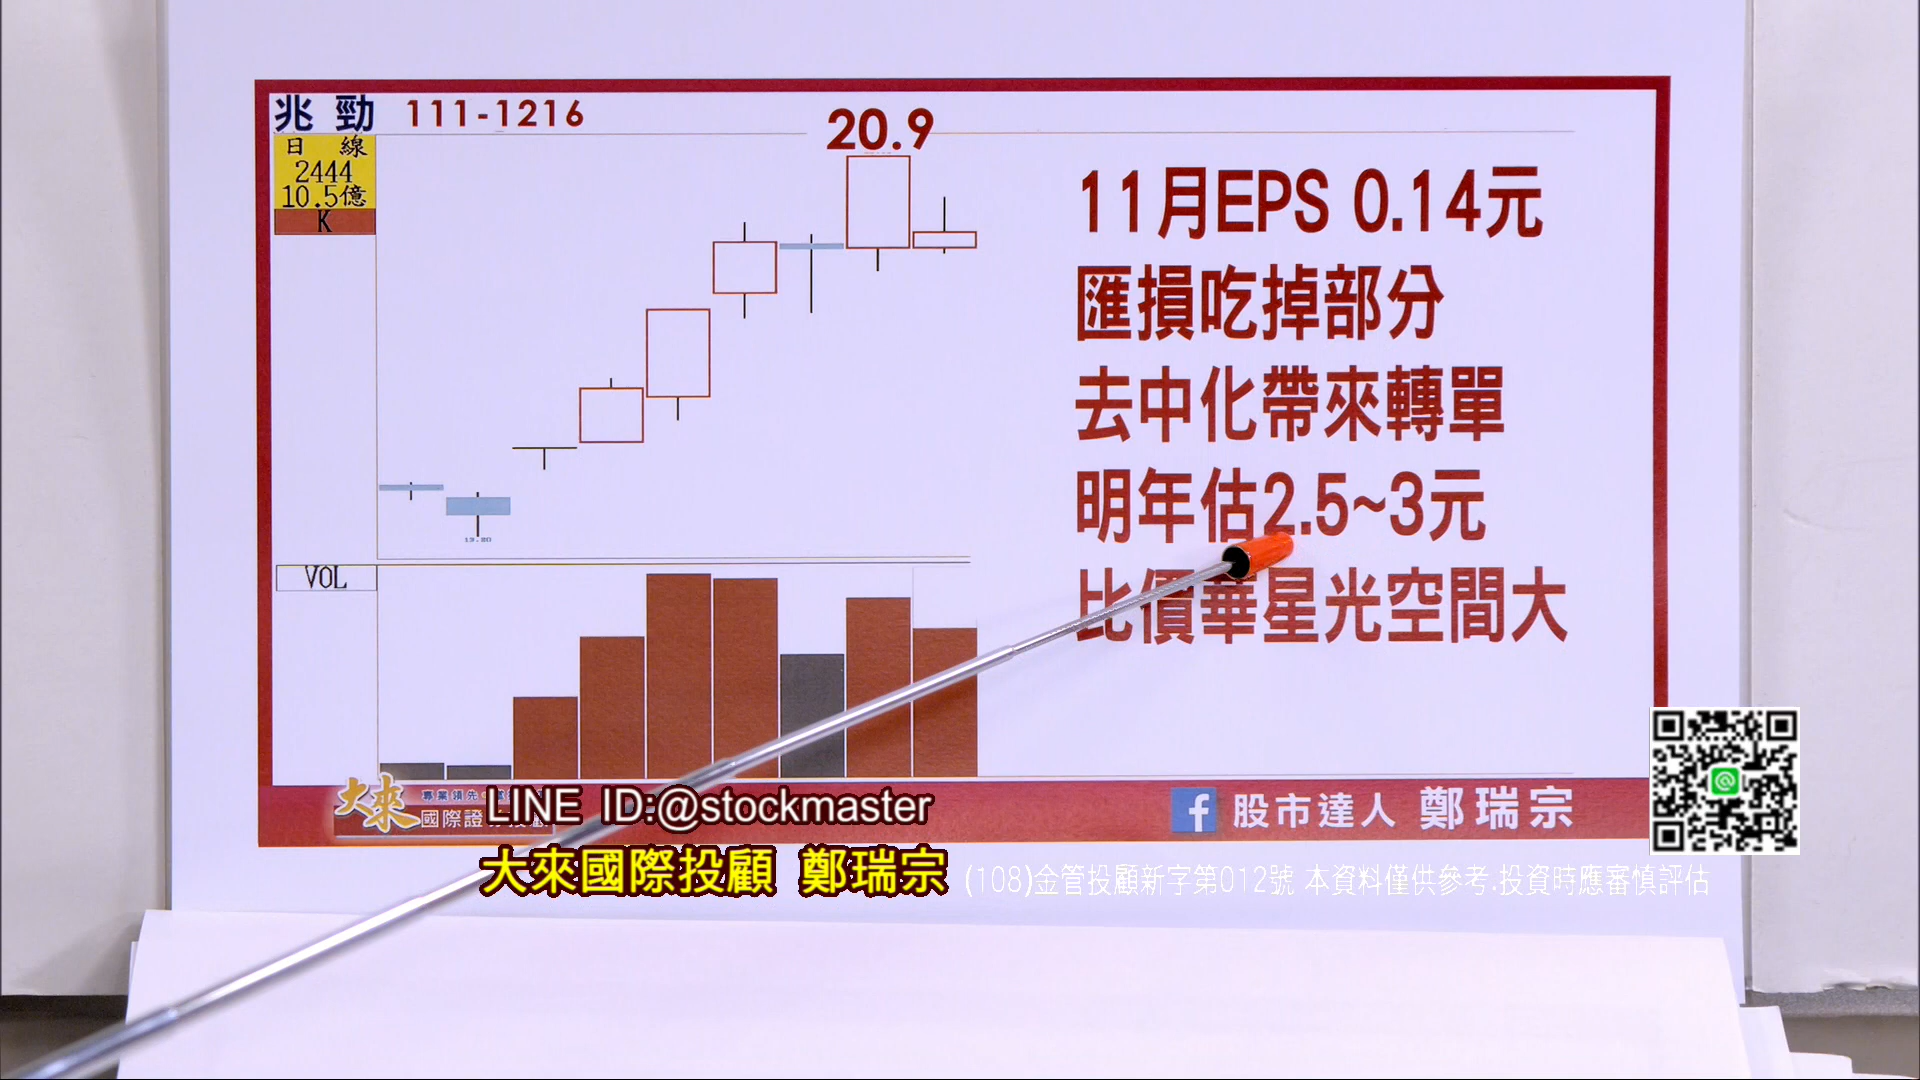 兆勁 111-1216
20.9
日線
2444
10.5億
K
11月EPS 0.14元
匯損吃掉部分
去中化帶來轉單
明年估2.5~3元
比價華星光空間大
VOL
大來
國際證
LINE ID:@stockmaster
股市達人 鄭瑞宗
大來國際投顧 鄭瑞宗
(108)金管投顧新字第012號 本資料僅供參考.投資時應審慎評估